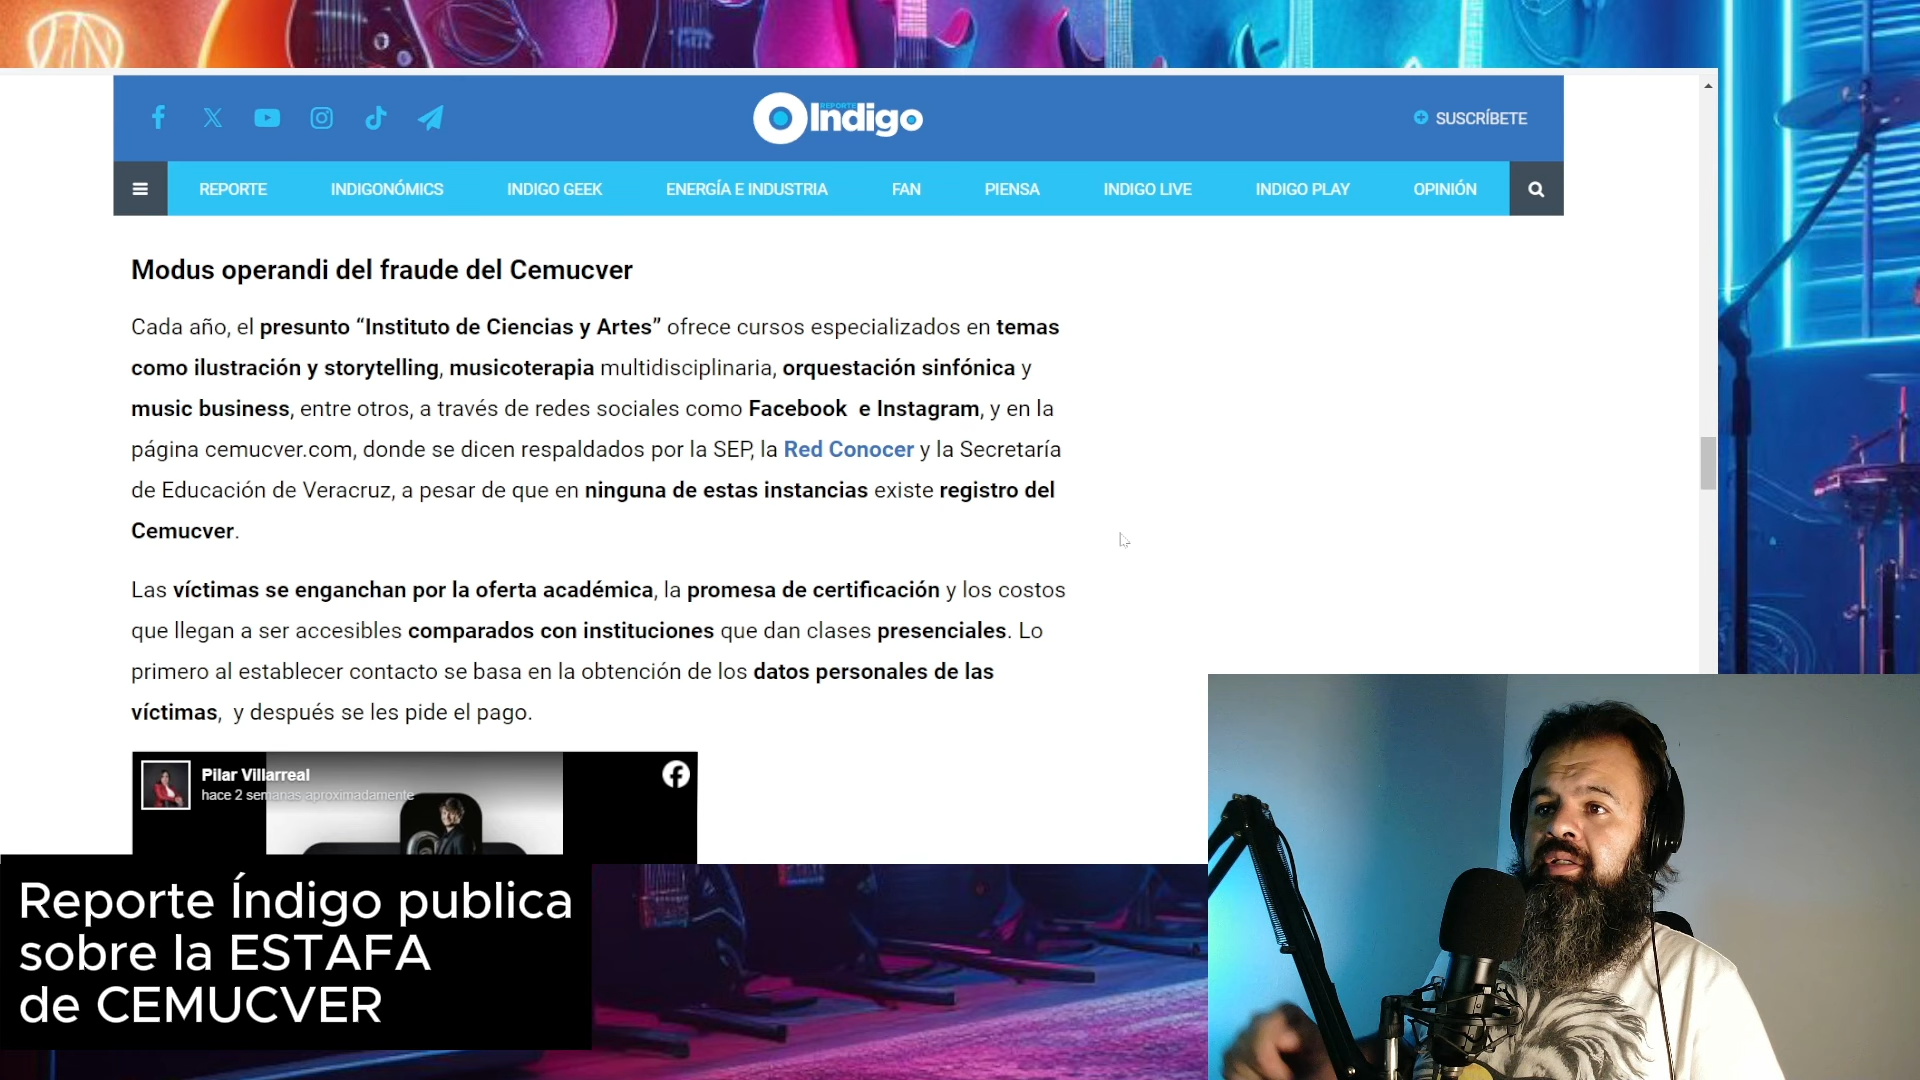 REPORTE
Indigo
SUSCRÍBETE
REPORTE INDIGONÓMICS INDIGO GEEK ENERGÍA E INDUSTRIA FAN PIENSA INDIGO LIVE INDIGO PLAY OPINIÓN
Modus operandi del fraude del Cemucver
Cada año, el presunto “Instituto de Ciencias y Artes” ofrece cursos especializados en temas
como ilustración y storytelling, musicoterapia multidisciplinaria, orquestación sinfónica y
music business, entre otros, a través de redes sociales como Facebook e Instagram, y en la
página cemucver.com, donde se dicen respaldados por la SEP, la Red Conocer y la Secretaría
de Educación de Veracruz, a pesar de que en ninguna de estas instancias existe registro del
Cemucver.
Las víctimas se enganchan por la oferta académica, la promesa de certificación y los costos
que llegan a ser accesibles comparados con instituciones que dan clases presenciales. Lo
primero al establecer contacto se basa en la obtención de los datos personales de las
víctimas, y después se les pide el pago.
Pilar Villarreal
hace 2 semanas aproximadamente
Reporte Índigo publica
sobre la ESTAFA
de CEMUCVER